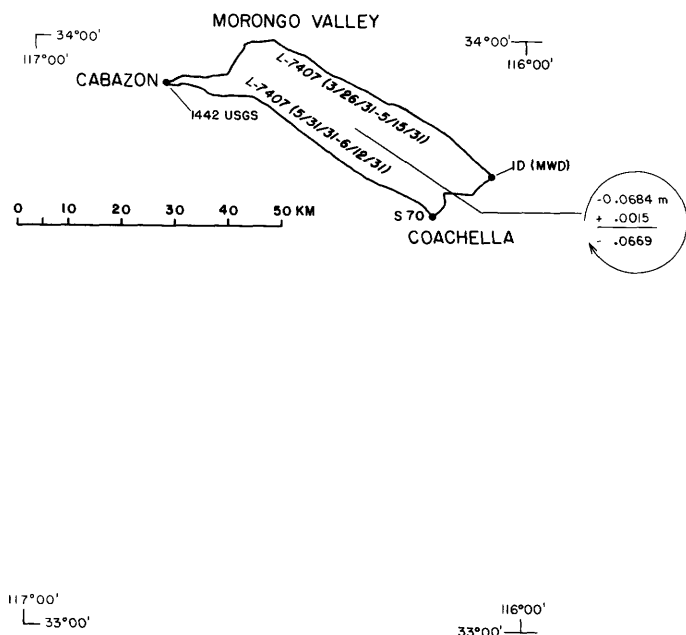 MORONGO VALLEY
34°00'
117°00'
34°00'
116°00'
CABAZON
1442 USGS
L-7407 (3/26/31-5/15/31)
L-7407 (5/31/31-6/12/31)
1D (MWD)
S 70
COACHELLA
0 10 20 30 40 50 KM
-0.0684 m
+ .0015
- .0669
117°00'
33°00'
116°00'
33°00'